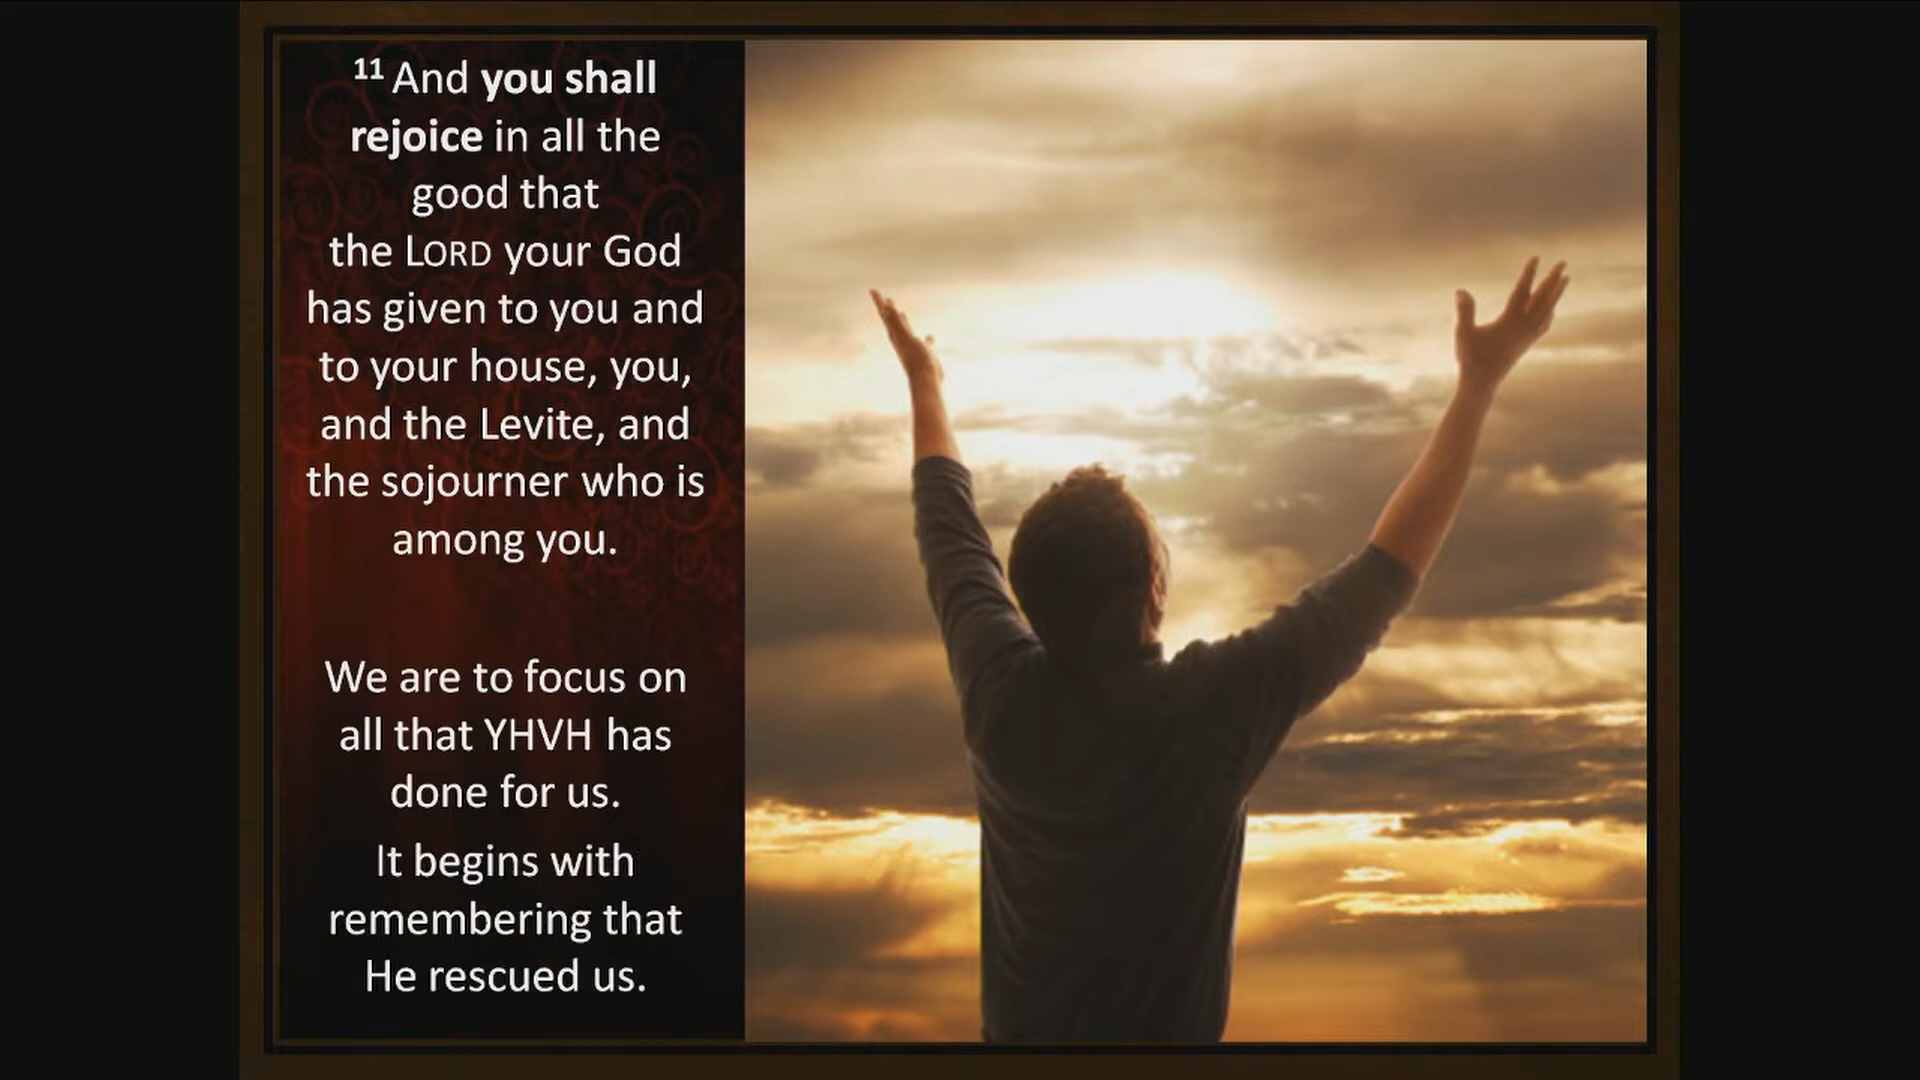 11 And you shall
rejoice in all the
good that
the LORD your God
has given to you and
to your house, you,
and the Levite, and
the sojourner who is
among you.
We are to focus on
all that YHVH has
done for us.
It begins with
remembering that
He rescued us.